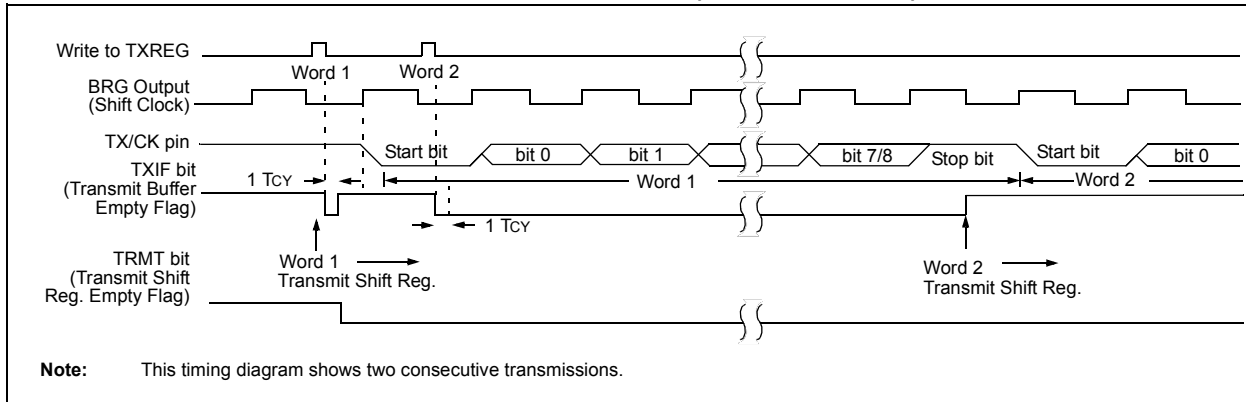 Write to TXREG
Word 1
Word 2
BRG Output
(Shift Clock)
TX/CK pin
Start bit
bit 0
bit 1
bit 7/8
Stop bit
Start bit
bit 0
TXIF bit
(Transmit Buffer
Empty Flag)
1 TCY
Word 1
Word 2
1 TCY
Word 1
Transmit Shift Reg.
Word 2
Transmit Shift Reg.
TRMT bit
(Transmit Shift
Reg. Empty Flag)
Note: This timing diagram shows two consecutive transmissions.